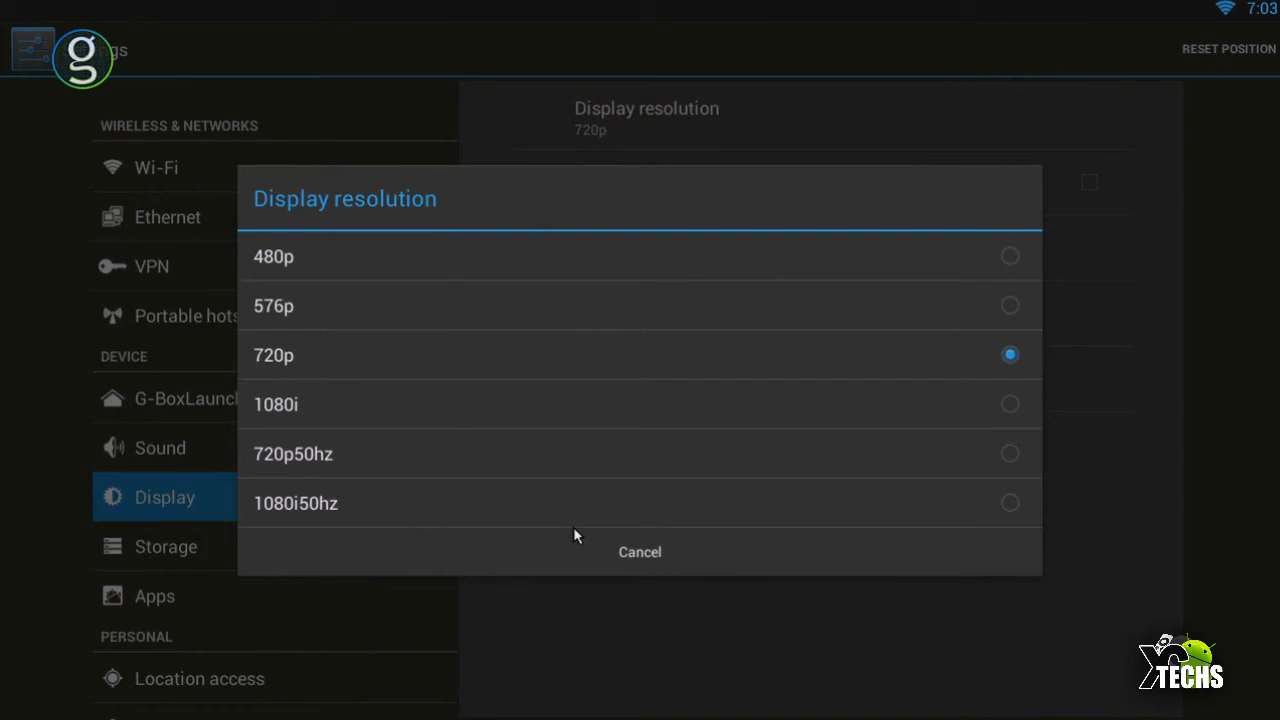 7:03
g
gs
RESET POSITION
WIRELESS & NETWORKS
Wi-Fi
Ethernet
VPN
Portable hots
DEVICE
G-BoxLaunc
Sound
Display
Storage
Apps
PERSONAL
Location access
Display resolution
720p
Display resolution
480p
576p
720p
1080i
720p50hz
1080i50hz
Cancel
TECHS